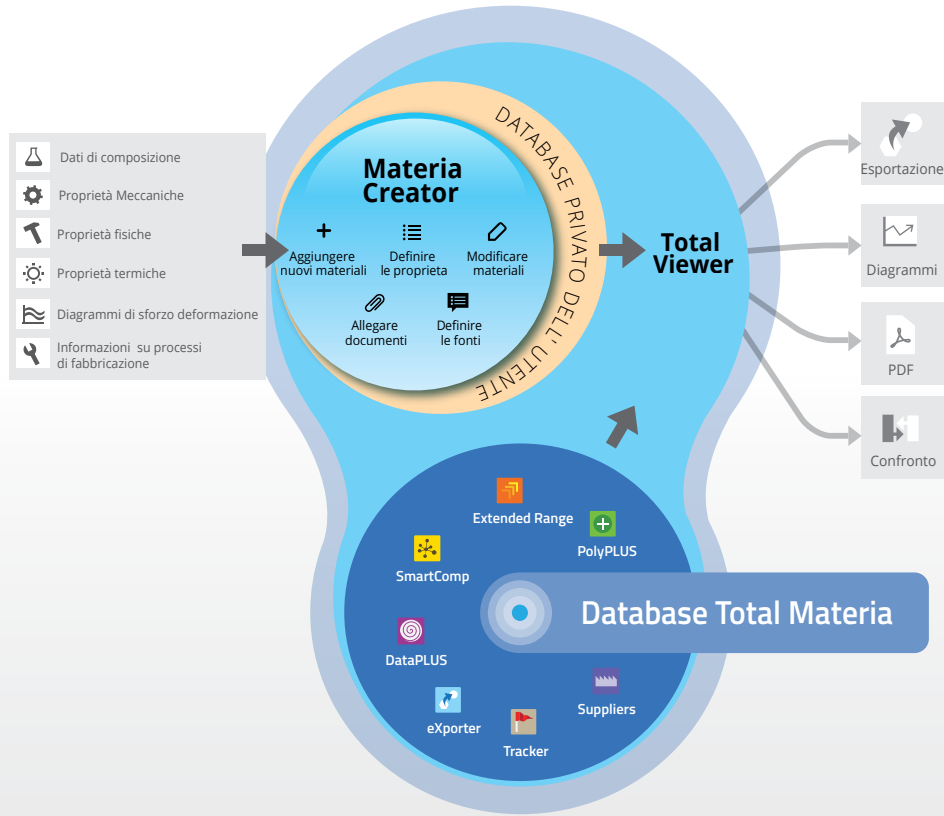 Dati di composizione
Proprietà Meccaniche
Proprietà fisiche
Proprietà termiche
Diagrammi di sforzo deformazione
Informazioni su processi
di fabbricazione
Materia
Creator
Aggiungere
nuovi materiali
Definire
le proprieta
Modificare
materiali
Allegare
documenti
Definire
le fonti
DATABASE PRIVATO DELL' UTENTE
Total
Viewer
Esportazione
Diagrammi
PDF
Confronto
Extended Range
PolyPLUS
SmartComp
Database Total Materia
DataPLUS
Suppliers
eXporter
Tracker